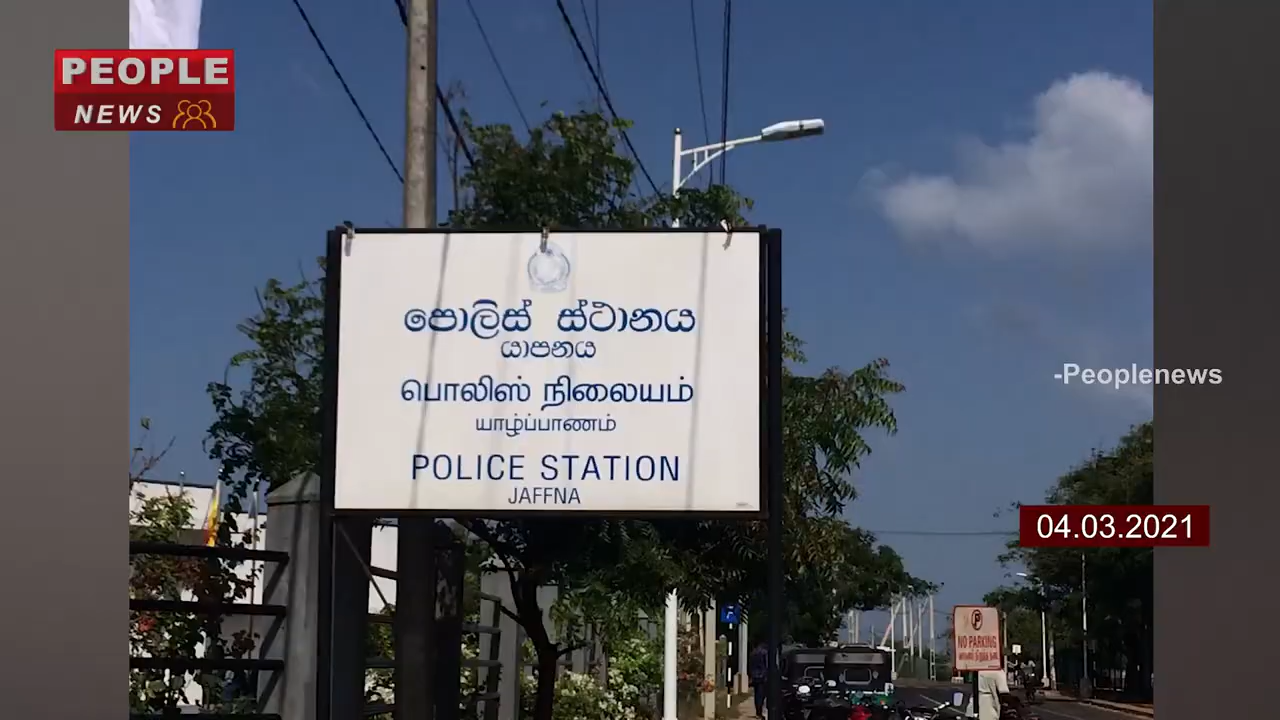 PEOPLE
NEWS
පොලිස් ස්ථානය
යාපනය
பொலிஸ் நிலையம்
யாழ்ப்பாணம்
POLICE STATION
JAFFNA
-Peoplenews
04.03.2021
P
NO PARKING